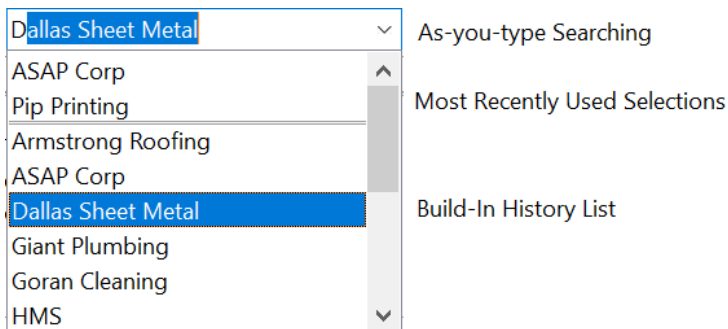 Dallas Sheet Metal
As-you-type Searching
ASAP Corp
Pip Printing
Most Recently Used Selections
Armstrong Roofing
ASAP Corp
Dallas Sheet Metal
Build-In History List
Giant Plumbing
Goran Cleaning
HMS